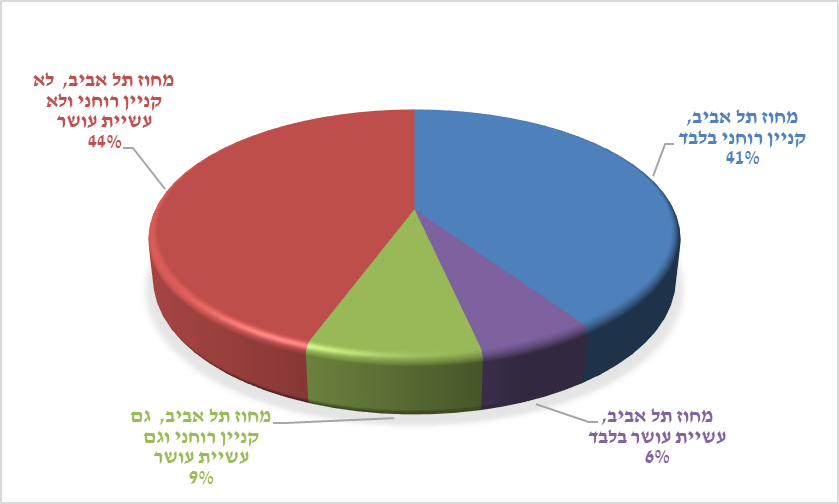 מחוז תל אביב, לא
קניין רוחני ולא
עשיית עושר
44%
מחוז תל אביב,
קניין רוחני בלבד
41%
מחוז תל אביב, גם
קניין רוחני וגם
עשיית עושר
9%
מחוז תל אביב,
עשיית עושר בלבד
6%